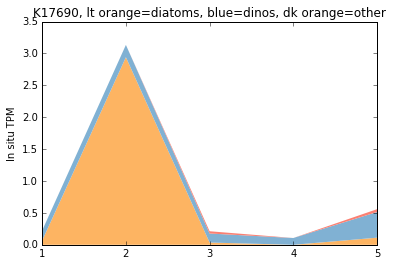 K17690, lt orange=diatoms, blue=dinos, dk orange=other
In situ TPM
3.5
3.0
2.5
2.0
1.5
1.0
0.5
0.0
1 2 3 4 5